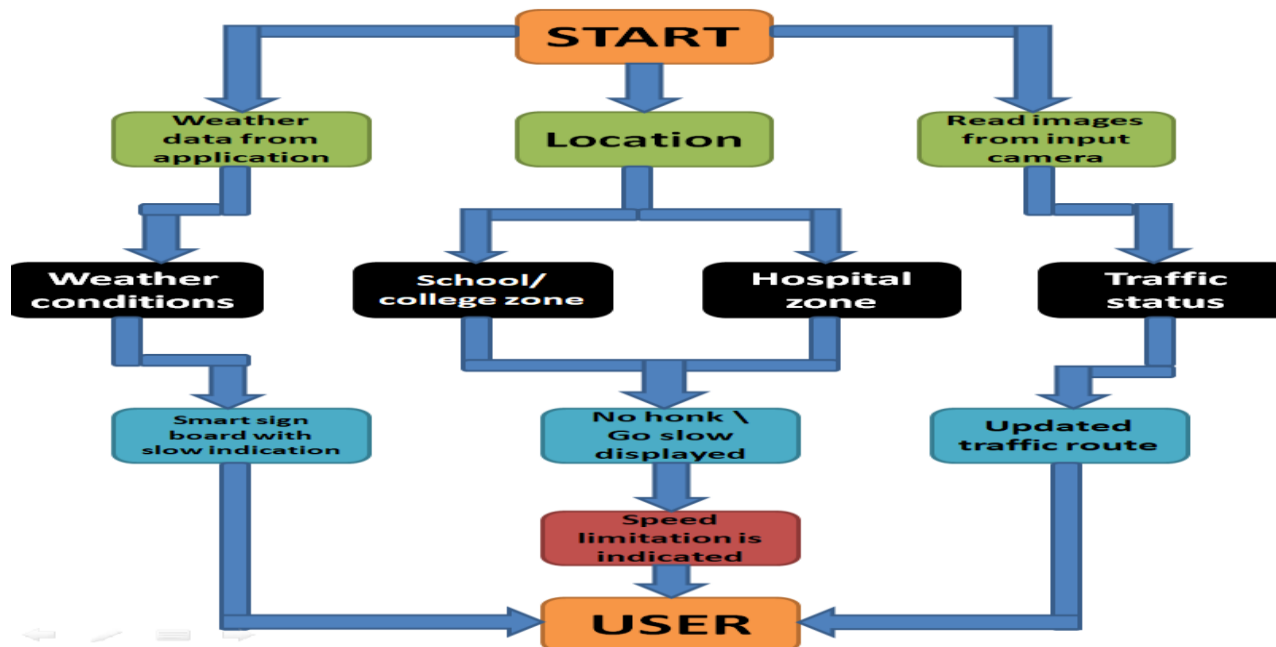 START
Weather
data from
application
Location
Read images
from input
camera
Weather
conditions
School/
college zone
Hospital
zone
Traffic
status
Smart sign
board with
slow indication
No honk \
Go slow
displayed
Updated
traffic route
Speed
limitation is
indicated
USER